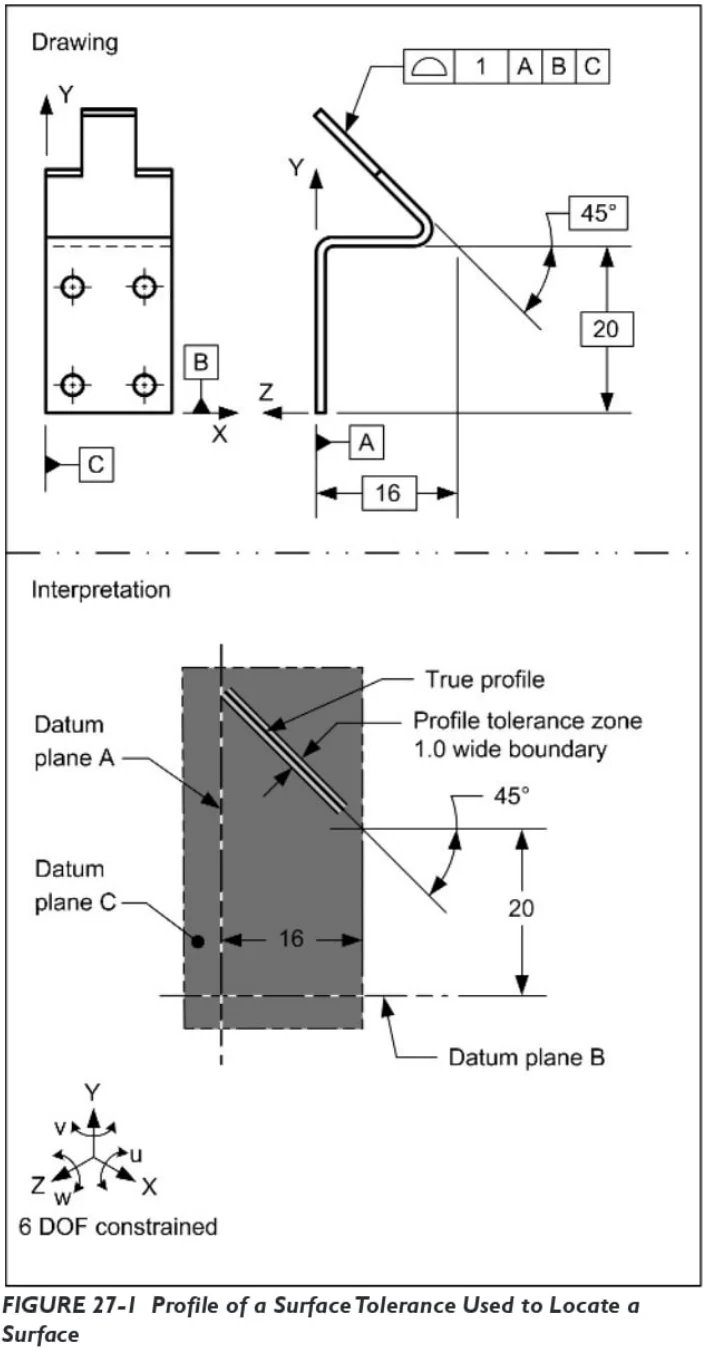 Drawing
1 A B C
Y
Y
45°
20
B
X
Z
A
C
16
Interpretation
True profile
Profile tolerance zone
1.0 wide boundary
Datum
plane A
45°
Datum
plane C
20
16
Datum plane B
Y
v
u
Z
w
X
6 DOF constrained
FIGURE 27-1 Profile of a Surface Tolerance Used to Locate a
Surface